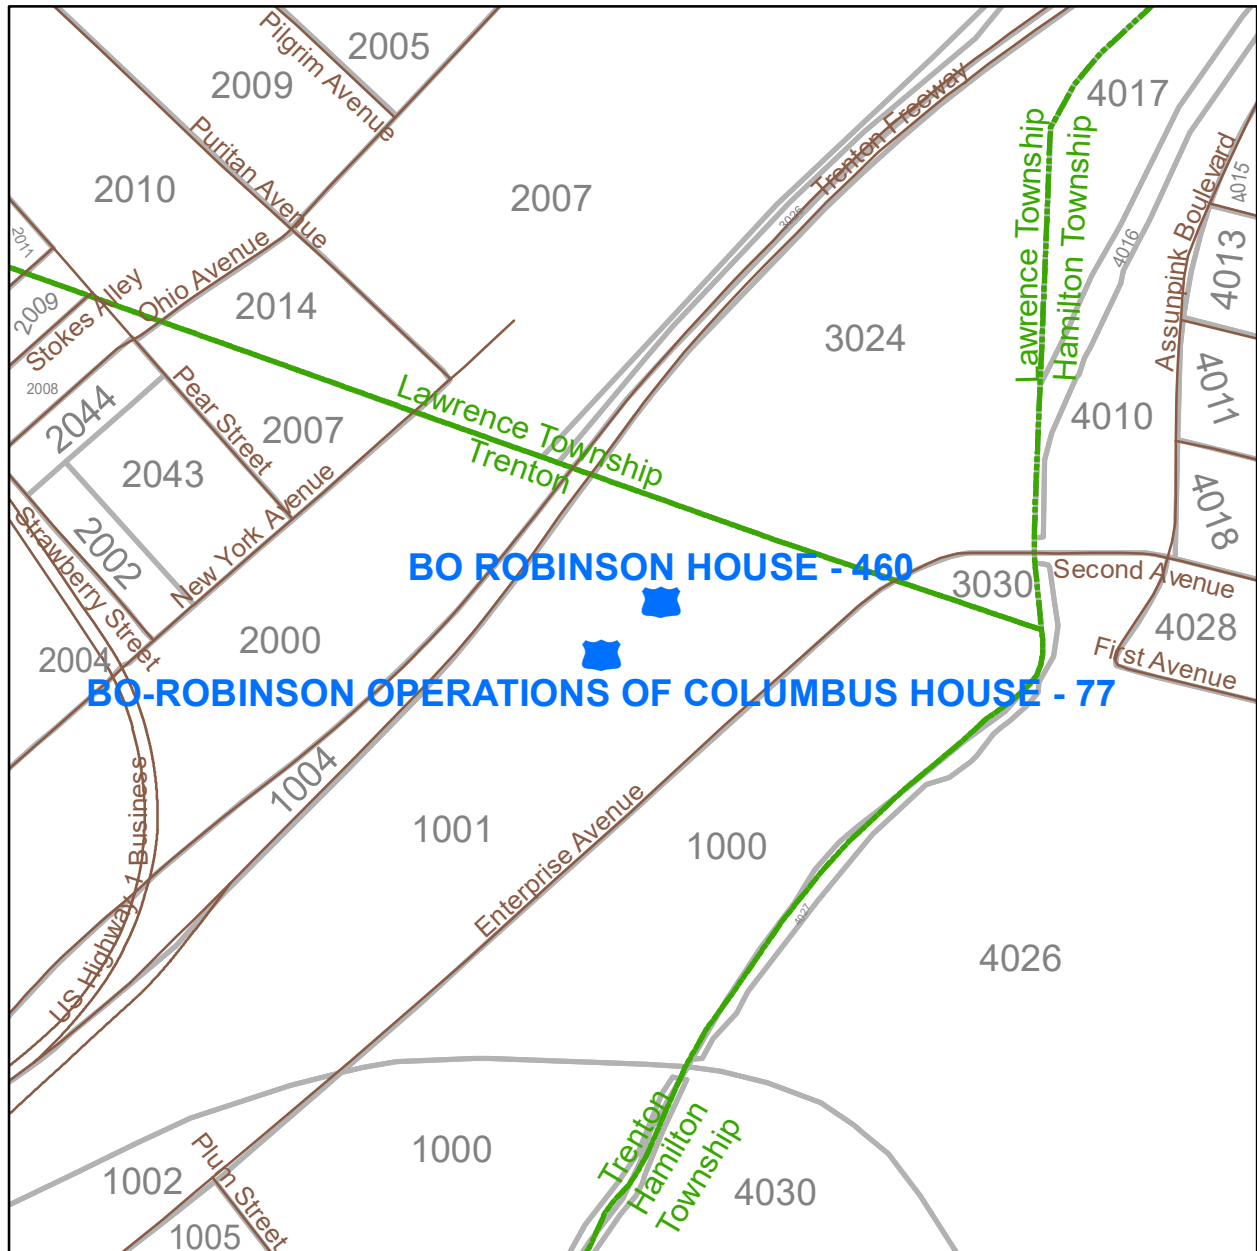 Pilgrim Avenue
2005
2009
Trenton Freeway
4017
Puritan Avenue
Lawrence Township
Hamilton Township
Assunpink Boulevard
4015
2010
2007
3026
2011
4016
4013
Ohio Avenue
Stokes Alley
2009
2014
3024
2008
2044
Pear Street
Lawrence Township
Trenton
4011
4010
2007
2043
New York Avenue
4018
Strawberry Street
2002
BO ROBINSON HOUSE - 460
3030
Second Avenue
4028
2000
2004
First Avenue
BO-ROBINSON OPERATIONS OF COLUMBUS HOUSE - 77
1004
US Highway 1 Business
1001
Enterprise Avenue
1000
4027
4026
Trenton
Hamilton
Township
1000
Plum Street
1002
4030
1005